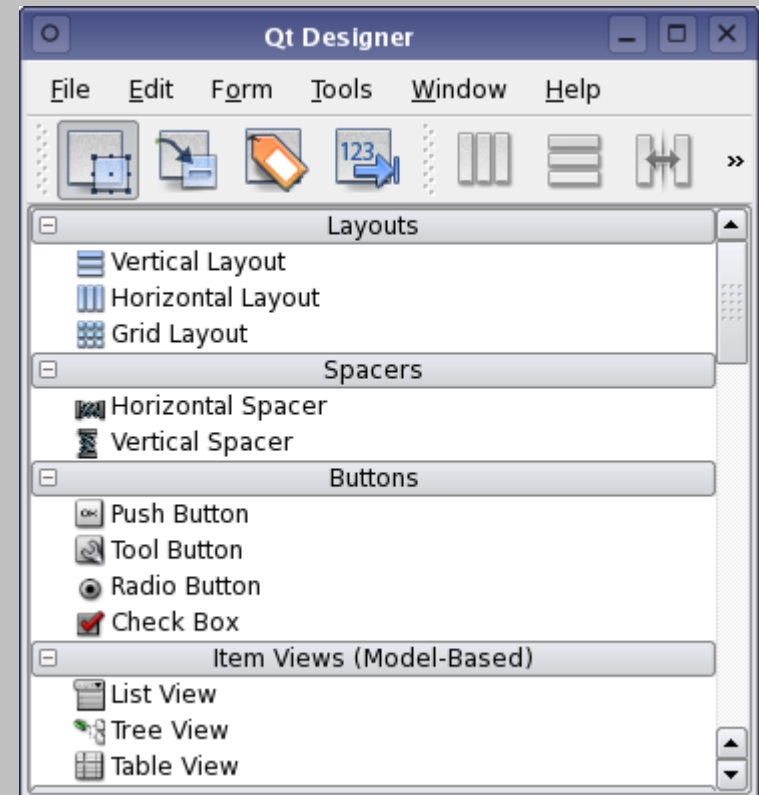 Qt Designer
File Edit Form Tools Window Help
123 »
Layouts
Vertical Layout
Horizontal Layout
Grid Layout
Spacers
Horizontal Spacer
Vertical Spacer
Buttons
OK Push Button
Tool Button
Radio Button
Check Box
Item Views (Model-Based)
List View
Tree View
Table View